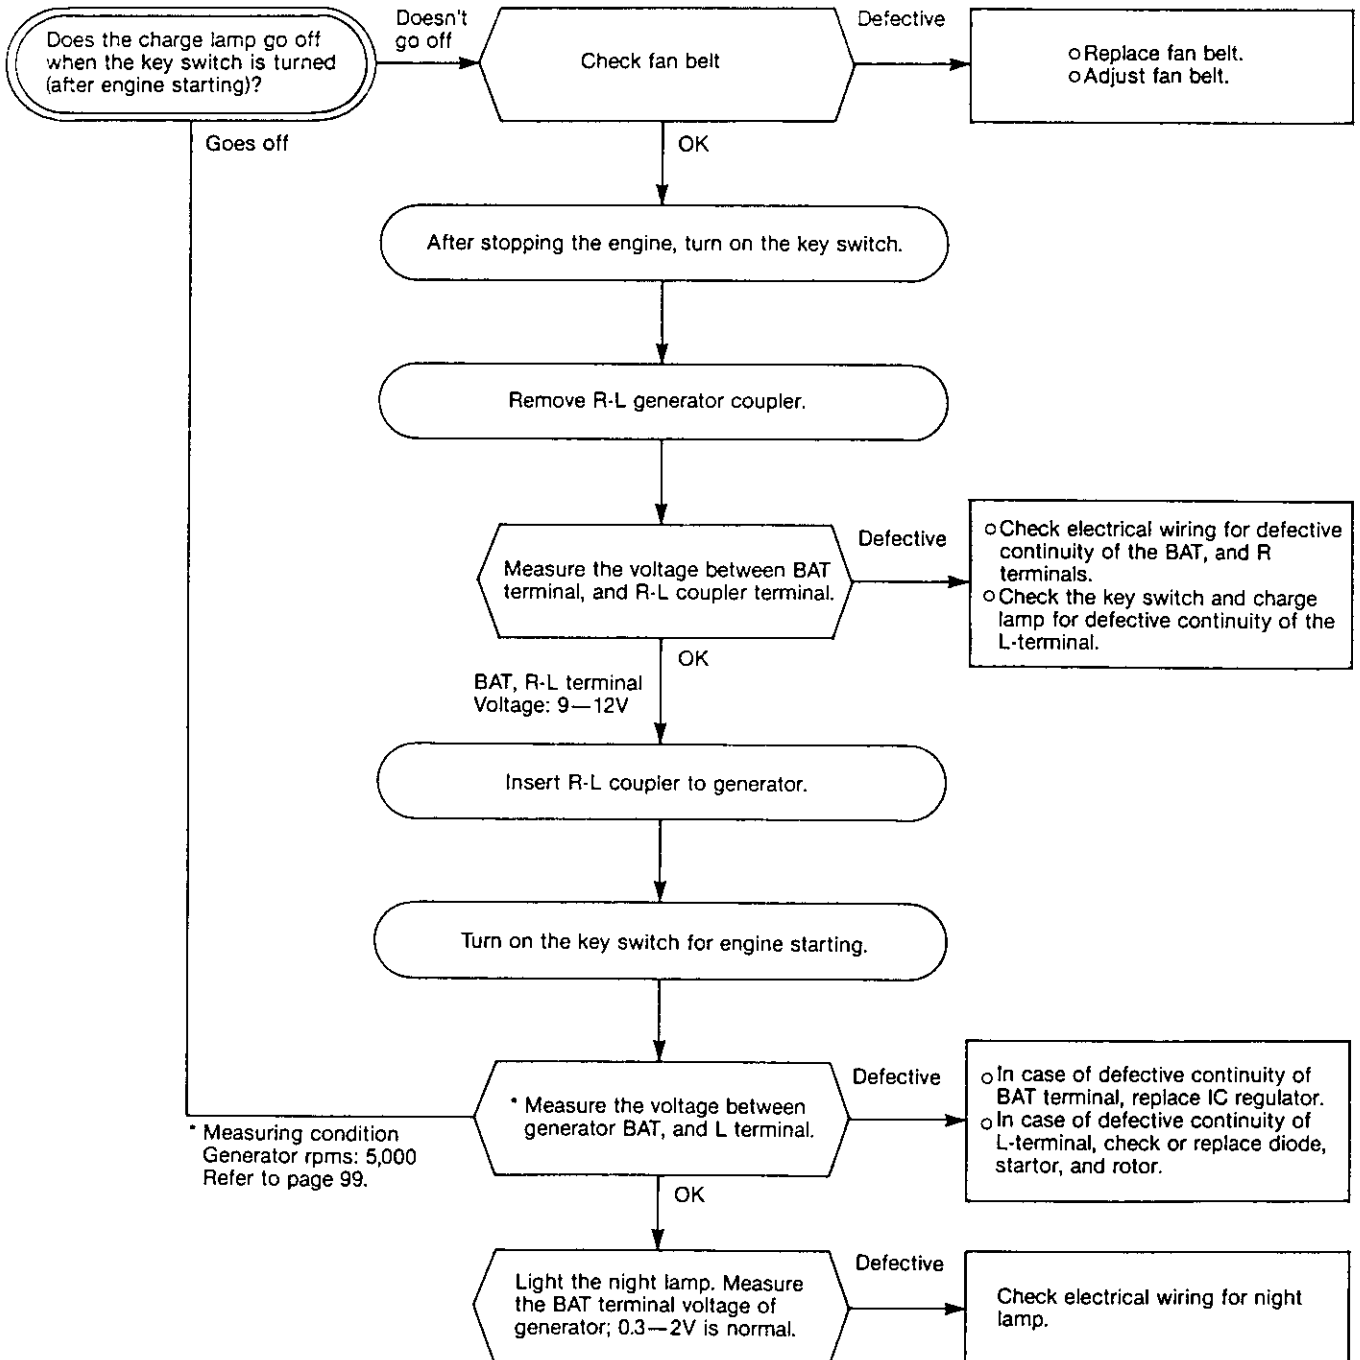 Does the charge lamp go off
when the key switch is turned
(after engine starting)?
Doesn't
go off
Check fan belt
Defective
○ Replace fan belt.
○ Adjust fan belt.
Goes off
OK
After stopping the engine, turn on the key switch.
Remove R-L generator coupler.
Measure the voltage between BAT
terminal, and R-L coupler terminal.
Defective
○ Check electrical wiring for defective
continuity of the BAT, and R
terminals.
○ Check the key switch and charge
lamp for defective continuity of the
L-terminal.
OK
BAT, R-L terminal
Voltage: 9—12V
Insert R-L coupler to generator.
Turn on the key switch for engine starting.
* Measure the voltage between
generator BAT, and L terminal.
Defective
○ In case of defective continuity of
BAT terminal, replace IC regulator.
○ In case of defective continuity of
L-terminal, check or replace diode,
startor, and rotor.
* Measuring condition
Generator rpms: 5,000
Refer to page 99.
OK
Light the night lamp. Measure
the BAT terminal voltage of
generator; 0.3—2V is normal.
Defective
Check electrical wiring for night
lamp.